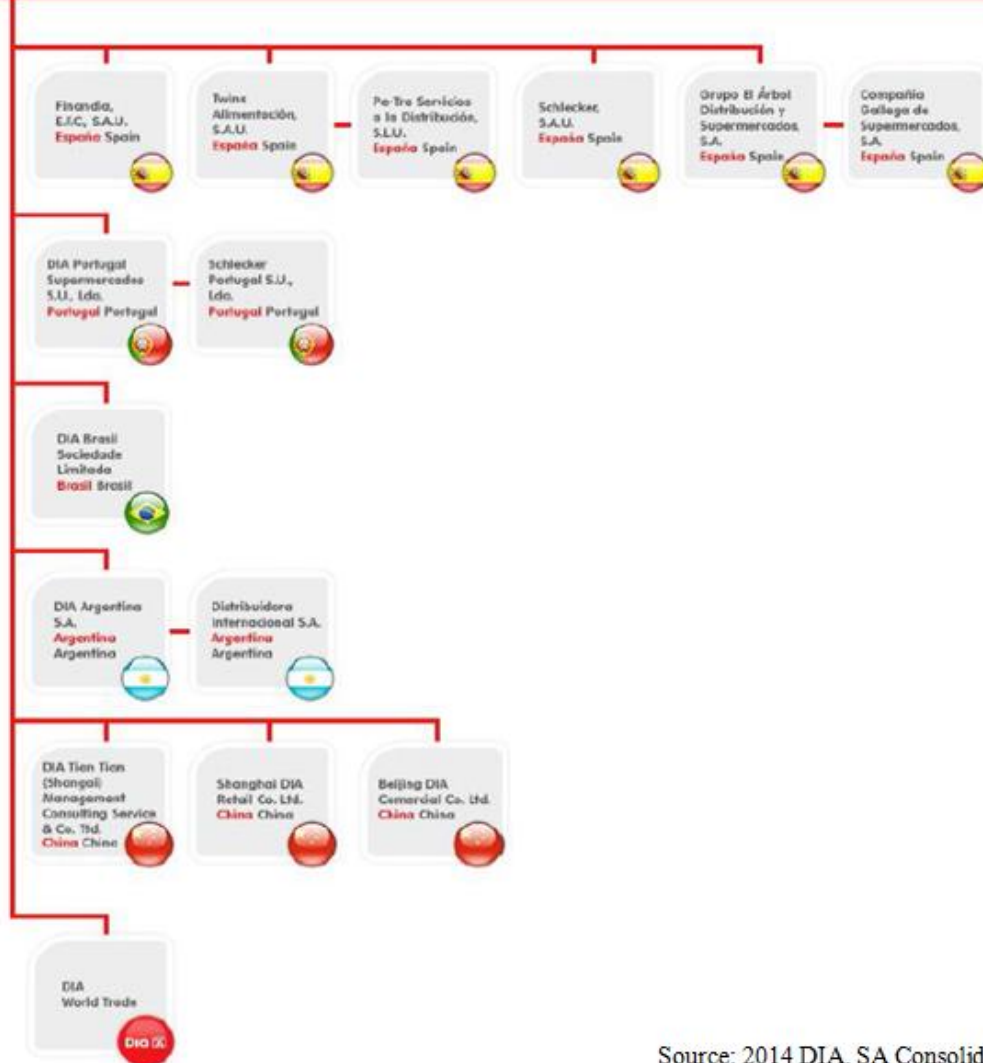 Finandia,
E.F.C, S.A.U.
España Spain
Twins
Alimentación,
S.A.U.
España Spain
Pe-Tra Servicios
a la Distribución,
S.L.U.
España Spain
Schlecker,
S.A.U.
España Spain
Grupo El Árbol
Distribución y
Supermercados,
S.A.
España Spain
Compañía
Gallega de
Supermercados,
S.A.
España Spain
DIA Portugal
Supermercados
S.U., Lda.
Portugal Portugal
Schlecker
Portugal S.U.,
Lda.
Portugal Portugal
DIA Brasil
Sociedade
Limitada
Brasil Brasil
DIA Argentina
S.A.
Argentina
Argentina
Distribuidora
Internacional S.A.
Argentina
Argentina
DIA Tian Tian
(Shangai)
Management
Consulting Service
& Co. Ltd.
China China
Shanghai DIA
Retail Co. Ltd.
China China
Beijing DIA
Comercial Co. Ltd.
China China
DIA
World Trade
DIA
Source: 2014 DIA, SA Consolid